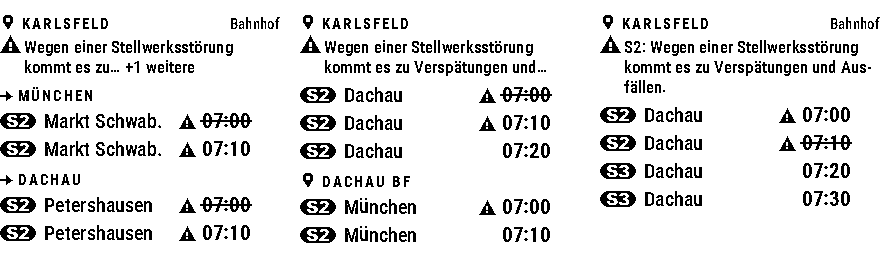 KARLSFELD Bahnhof
Wegen einer Stellwerksstörung
kommt es zu... +1 weitere
→ MÜNCHEN
S2 Markt Schwab. 07:00
S2 Markt Schwab. 07:10
→ DACHAU
S2 Petershausen 07:00
S2 Petershausen 07:10
KARLSFELD
Wegen einer Stellwerksstörung
kommt es zu Verspätungen und...
S2 Dachau 07:00
S2 Dachau 07:10
S2 Dachau 07:20
DACHAU BF
S2 München 07:00
S2 München 07:10
KARLSFELD Bahnhof
S2: Wegen einer Stellwerksstörung
kommt es zu Verspätungen und Aus-
fällen.
S2 Dachau 07:00
S2 Dachau 07:10
S3 Dachau 07:20
S3 Dachau 07:30